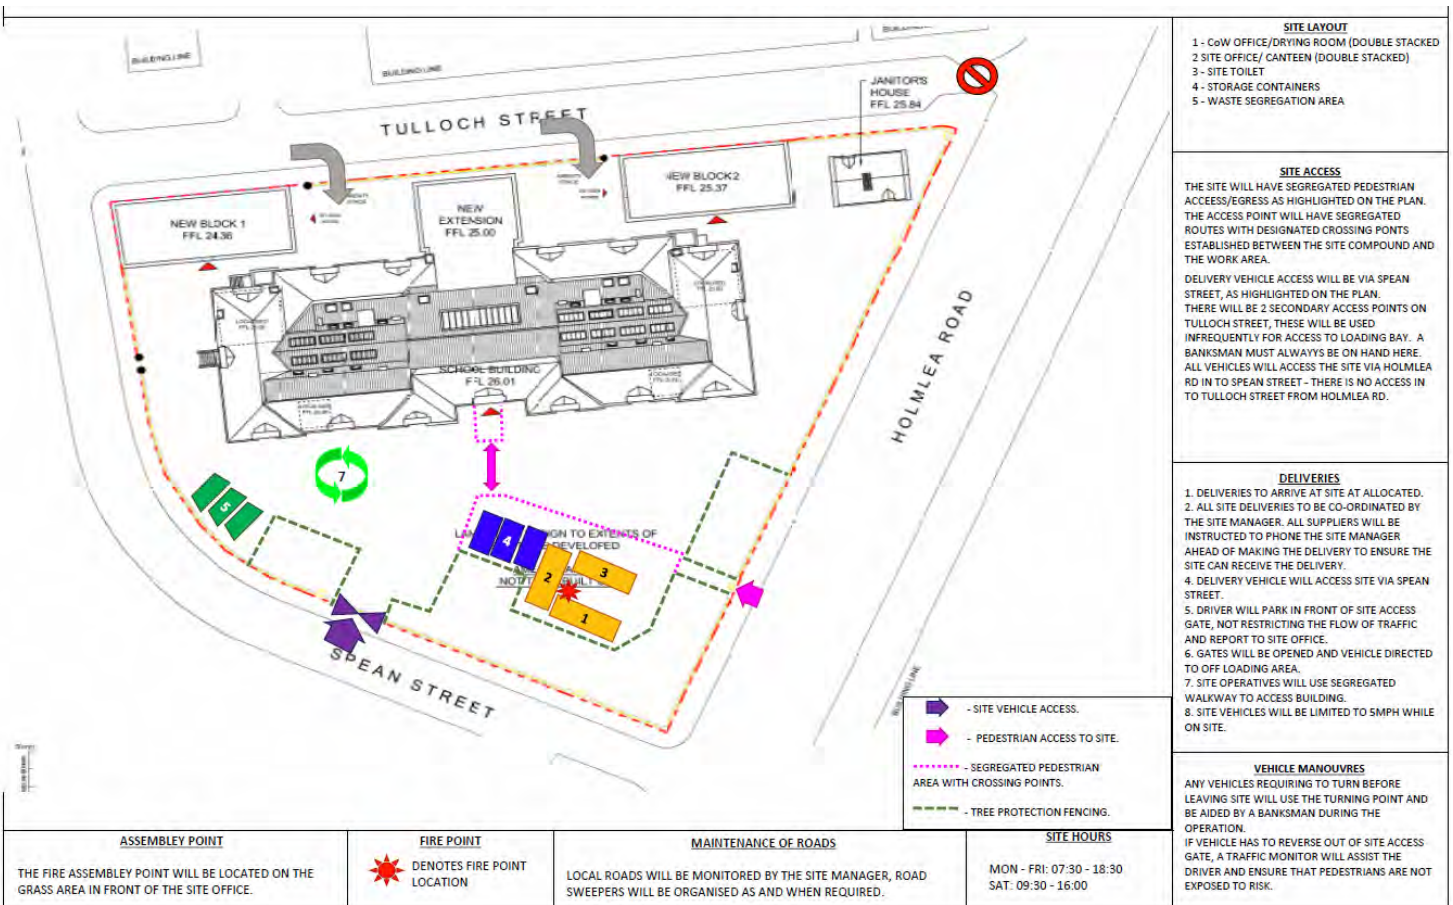 BUILDING LINE
BUILDING LINE
BUILDING LINE
TULLOCH STREET
JANITOR'S
HOUSE
FFL 25.84
NEW BLOCK 1
FFL 24.36
NEW
EXTENSION
FFL 25.00
NEW BLOCK2
FFL 25.37
SCHOOL BUILDING
FFL 26.01
HOLMLEA ROAD
7
5
4
IGN TO EXTENTS OF
DEVELOPED
2
3
1
SPEAN STREET
BUILDING LINE
- SITE VEHICLE ACCESS.
- PEDESTRIAN ACCESS TO SITE.
- SEGREGATED PEDESTRIAN
AREA WITH CROSSING POINTS.
- TREE PROTECTION FENCING.
SITE LAYOUT
1 - CoW OFFICE/DRYING ROOM (DOUBLE STACKED
2 SITE OFFICE/ CANTEEN (DOUBLE STACKED)
3 - SITE TOILET
4 - STORAGE CONTAINERS
5 - WASTE SEGREGATION AREA
SITE ACCESS
THE SITE WILL HAVE SEGREGATED PEDESTRIAN
ACCEESS/EGRESS AS HIGHLIGHTED ON THE PLAN.
THE ACCESS POINT WILL HAVE SEGREGATED
ROUTES WITH DESIGNATED CROSSING PONTS
ESTABLISHED BETWEEN THE SITE COMPOUND AND
THE WORK AREA.
DELIVERY VEHICLE ACCESS WILL BE VIA SPEAN
STREET, AS HIGHLIGHTED ON THE PLAN.
THERE WILL BE 2 SECONDARY ACCESS POINTS ON
TULLOCH STREET, THESE WILL BE USED
INFREQUENTLY FOR ACCESS TO LOADING BAY. A
BANKSMAN MUST ALWAYYS BE ON HAND HERE.
ALL VEHICLES WILL ACCESS THE SITE VIA HOLMLEA
RD IN TO SPEAN STREET - THERE IS NO ACCESS IN
TO TULLOCH STREET FROM HOLMLEA RD.
DELIVERIES
1. DELIVERIES TO ARRIVE AT SITE AT ALLOCATED.
2. ALL SITE DELIVERIES TO BE CO-ORDINATED BY
THE SITE MANAGER. ALL SUPPLIERS WILL BE
INSTRUCTED TO PHONE THE SITE MANAGER
AHEAD OF MAKING THE DELIVERY TO ENSURE THE
SITE CAN RECEIVE THE DELIVERY.
4. DELIVERY VEHICLE WILL ACCESS SITE VIA SPEAN
STREET.
5. DRIVER WILL PARK IN FRONT OF SITE ACCESS
GATE, NOT RESTRICTING THE FLOW OF TRAFFIC
AND REPORT TO SITE OFFICE.
6. GATES WILL BE OPENED AND VEHICLE DIRECTED
TO OFF LOADING AREA.
7. SITE OPERATIVES WILL USE SEGREGATED
WALKWAY TO ACCESS BUILDING.
8. SITE VEHICLES WILL BE LIMITED TO 5MPH WHILE
ON SITE.
VEHICLE MANOUVRES
ANY VEHICLES REQUIRING TO TURN BEFORE
LEAVING SITE WILL USE THE TURNING POINT AND
BE AIDED BY A BANKSMAN DURING THE
OPERATION.
IF VEHICLE HAS TO REVERSE OUT OF SITE ACCESS
GATE, A TRAFFIC MONITOR WILL ASSIST THE
DRIVER AND ENSURE THAT PEDESTRIANS ARE NOT
EXPOSED TO RISK.
ASSEMBLEY POINT
THE FIRE ASSEMBLEY POINT WILL BE LOCATED ON THE
GRASS AREA IN FRONT OF THE SITE OFFICE.
FIRE POINT
DENOTES FIRE POINT
LOCATION
MAINTENANCE OF ROADS
LOCAL ROADS WILL BE MONITORED BY THE SITE MANAGER, ROAD
SWEEPERS WILL BE ORGANISED AS AND WHEN REQUIRED.
SITE HOURS
MON - FRI: 07:30 - 18:30
SAT: 09:30 - 16:00